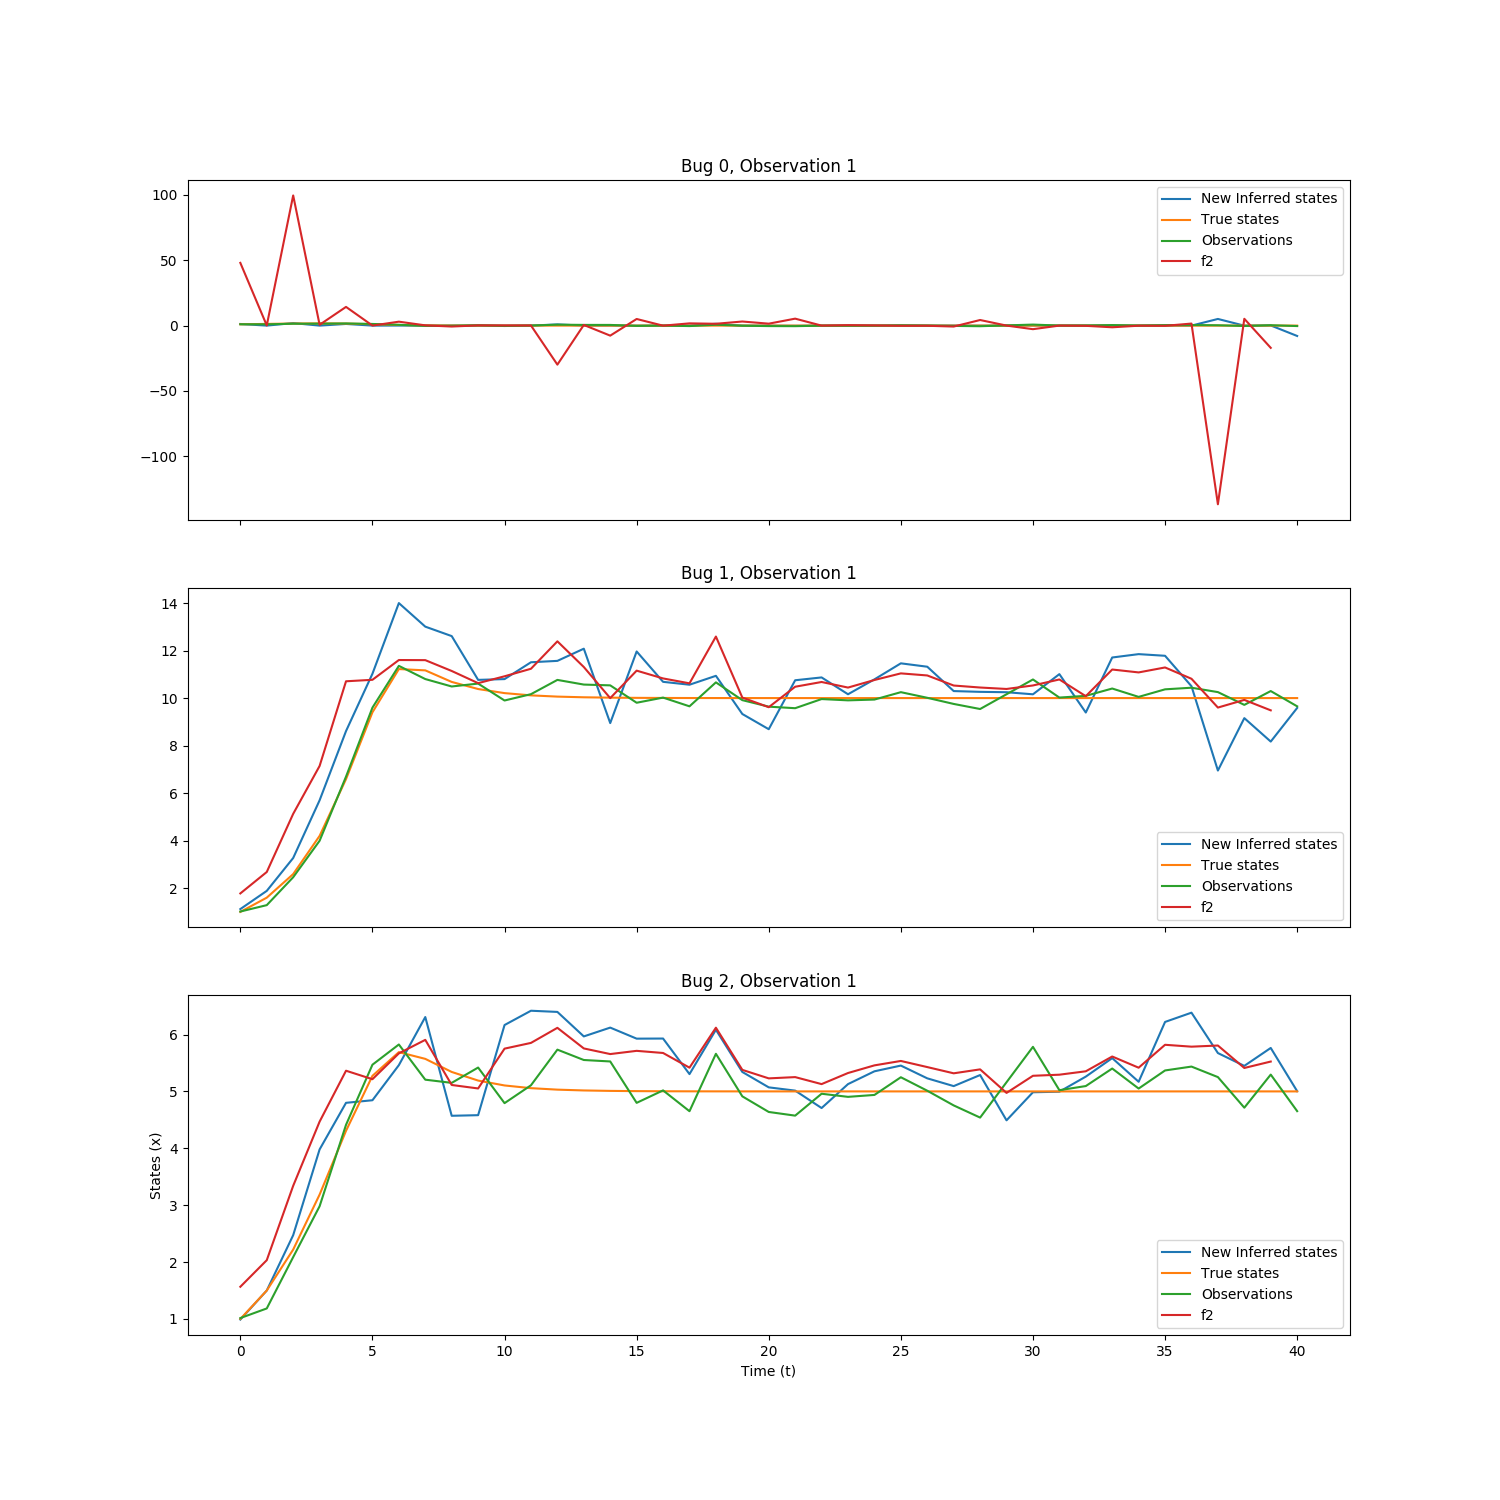 Bug 0, Observation 1
100
50
0
−50
−100
New Inferred states
True states
Observations
f2
Bug 1, Observation 1
14
12
10
8
6
4
2
New Inferred states
True states
Observations
f2
Bug 2, Observation 1
6
5
4
3
2
1
States (x)
New Inferred states
True states
Observations
f2
0 5 10 15 20 25 30 35 40
Time (t)